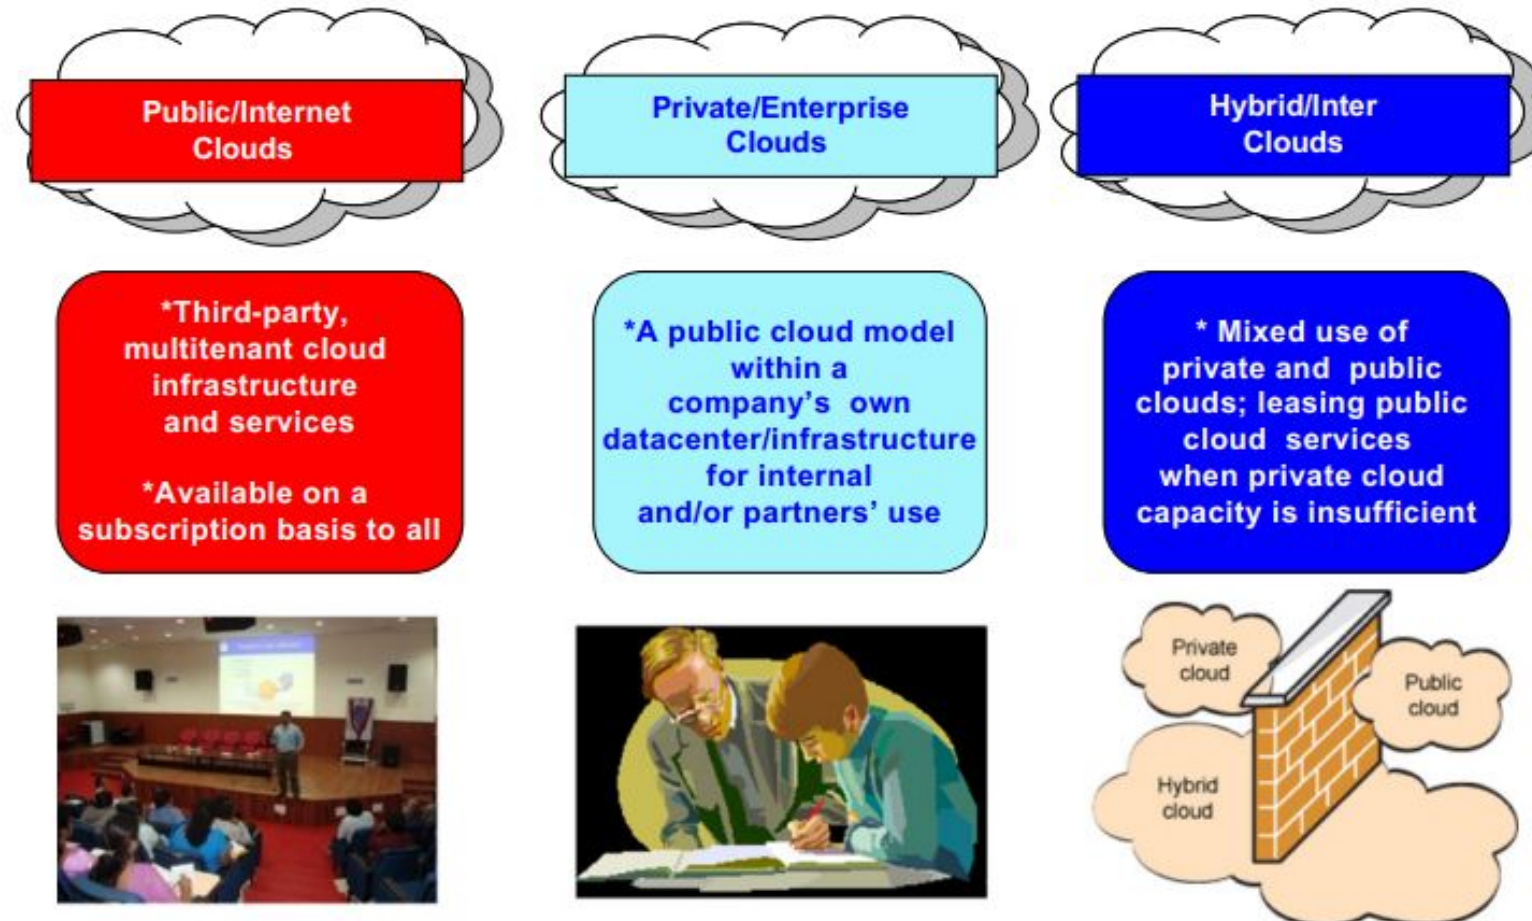 Public/Internet
Clouds
Private/Enterprise
Clouds
Hybrid/Inter
Clouds
*Third-party,
multitenant cloud
infrastructure
and services
*Available on a
subscription basis to all
*A public cloud model
within a
company’s own
datacenter/infrastructure
for internal
and/or partners’ use
* Mixed use of
private and public
clouds; leasing public
cloud services
when private cloud
capacity is insufficient
Private
cloud
Public
cloud
Hybrid
cloud